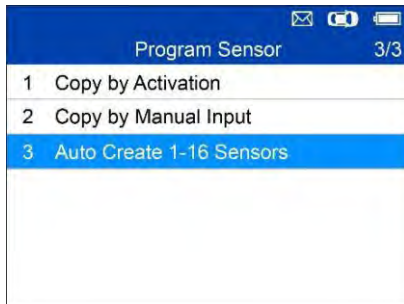 Program Sensor 3/3
1 Copy by Activation
2 Copy by Manual Input
3 Auto Create 1-16 Sensors